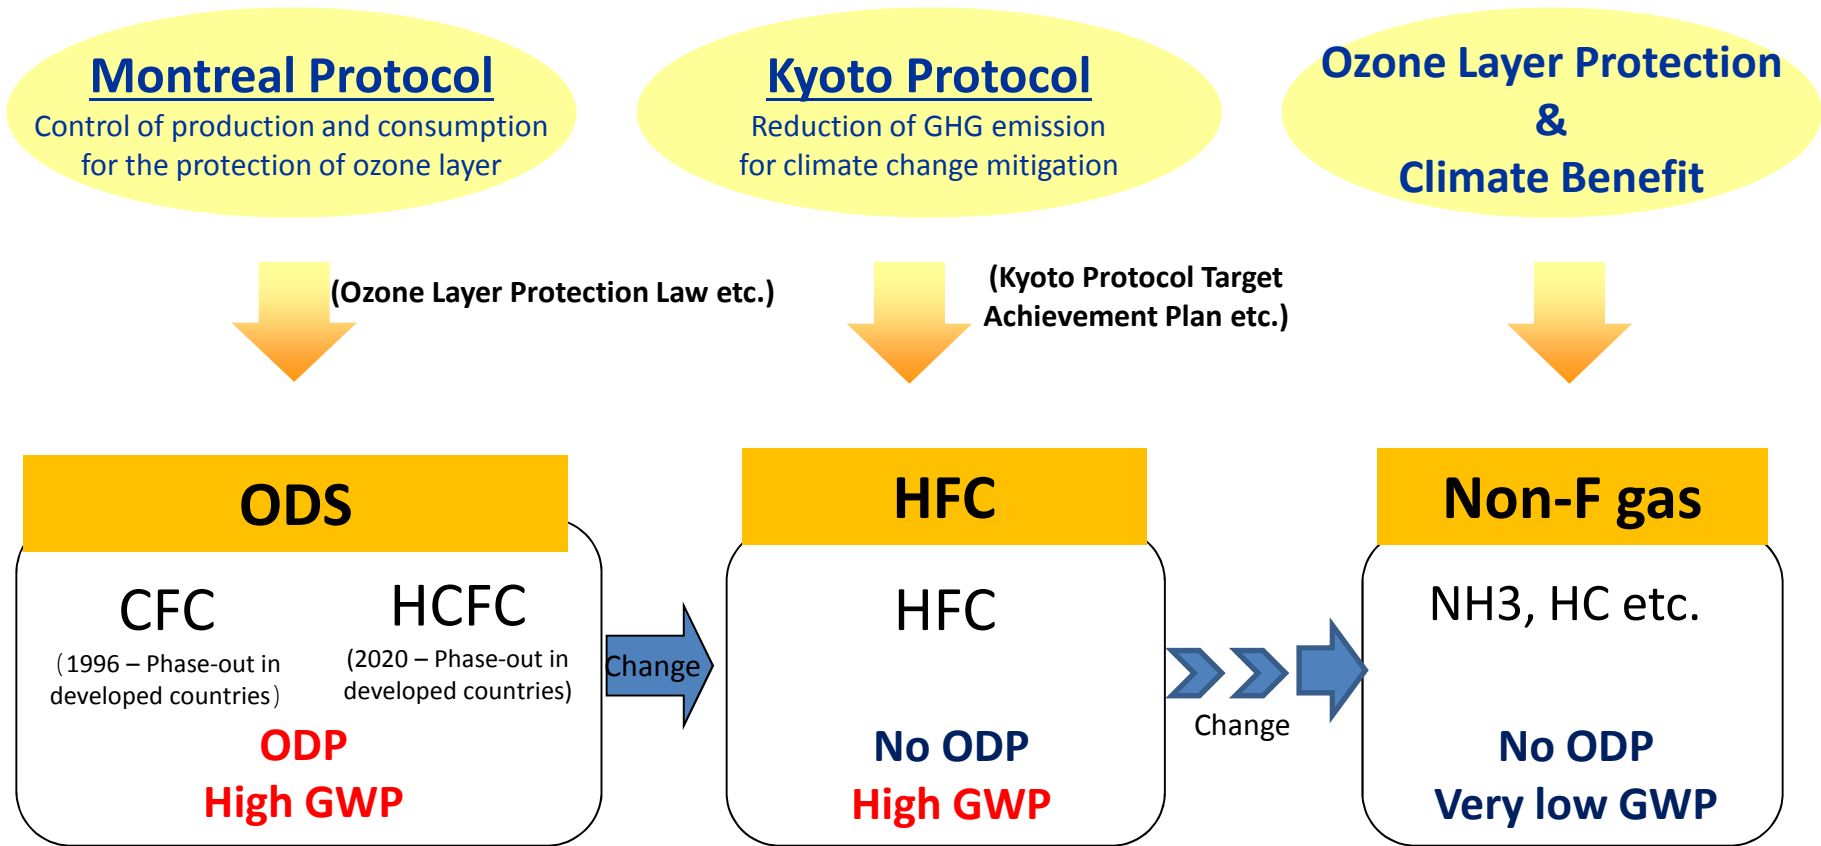 Montreal Protocol
Control of production and consumption
for the protection of ozone layer
Kyoto Protocol
Reduction of GHG emission
for climate change mitigation
Ozone Layer Protection
&
Climate Benefit
(Ozone Layer Protection Law etc.)
(Kyoto Protocol Target
Achievement Plan etc.)
ODS
CFC
(1996 – Phase-out in
developed countries)
HCFC
(2020 – Phase-out in
developed countries)
ODP
High GWP
Change
HFC
HFC
No ODP
High GWP
Change
Non-F gas
NH3, HC etc.
No ODP
Very low GWP